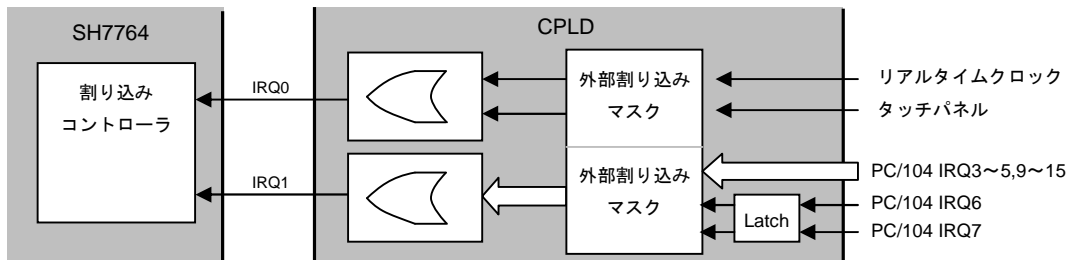 SH7764
CPLD
割り込み
コントローラ
IRQ0
IRQ1
外部割り込み
マスク
外部割り込み
マスク
Latch
リアルタイムクロック
タッチパネル
PC/104 IRQ3～5,9～15
PC/104 IRQ6
PC/104 IRQ7